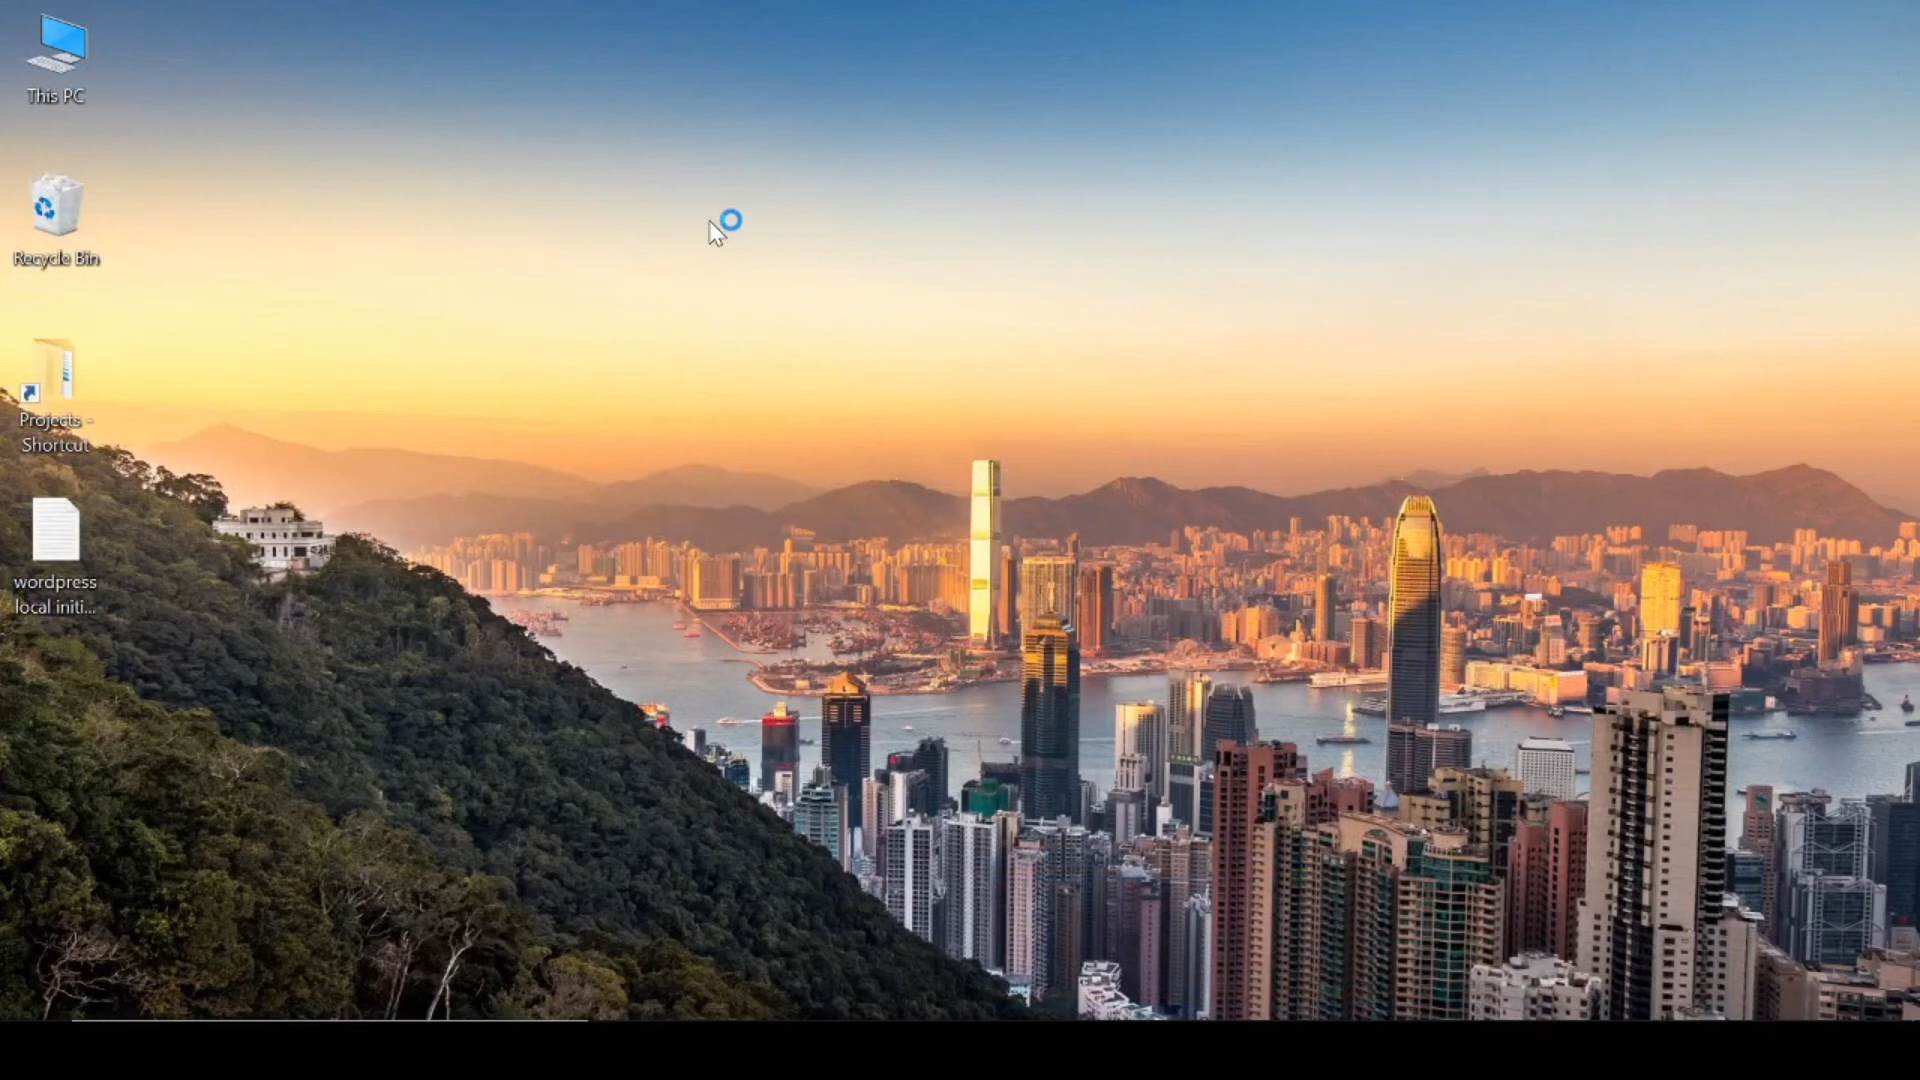 This PC
Recycle Bin
Projects -
Shortcut
wordpress
local initi...